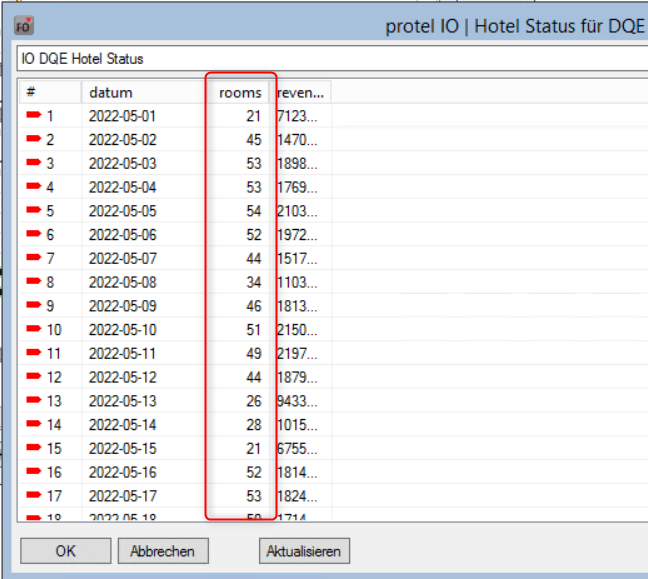 FO
protel IO | Hotel Status für DQE
IO DQE Hotel Status
# datum rooms reven...
1 2022-05-01 21 7123...
2 2022-05-02 45 1470...
3 2022-05-03 53 1898...
4 2022-05-04 53 1769...
5 2022-05-05 54 2103...
6 2022-05-06 52 1972...
7 2022-05-07 44 1517...
8 2022-05-08 34 1103...
9 2022-05-09 46 1813...
10 2022-05-10 51 2150...
11 2022-05-11 49 2197...
12 2022-05-12 44 1879...
13 2022-05-13 26 9433...
14 2022-05-14 28 1015...
15 2022-05-15 21 6755...
16 2022-05-16 52 1814...
17 2022-05-17 53 1824...
18 2022-05-18 1714
OK Abbrechen Aktualisieren